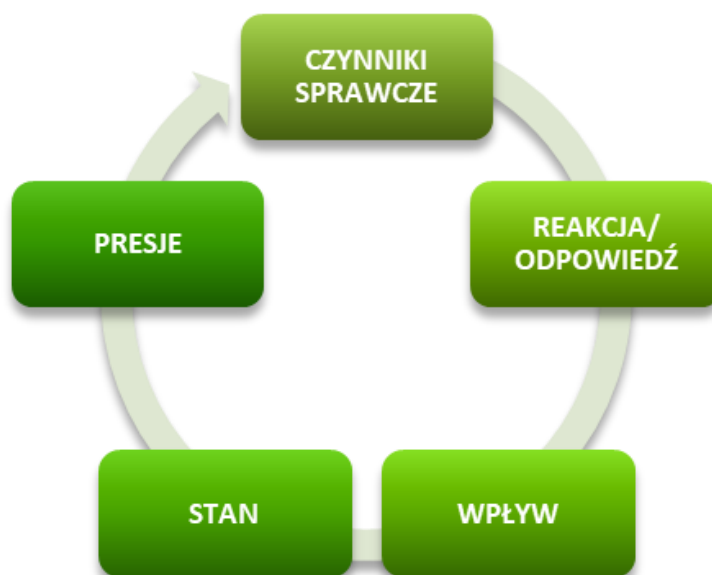 CZYNNIKI
SPRAWCZE
PRESJE
REAKCJA/
ODPOWIEDŹ
STAN
WPŁYW